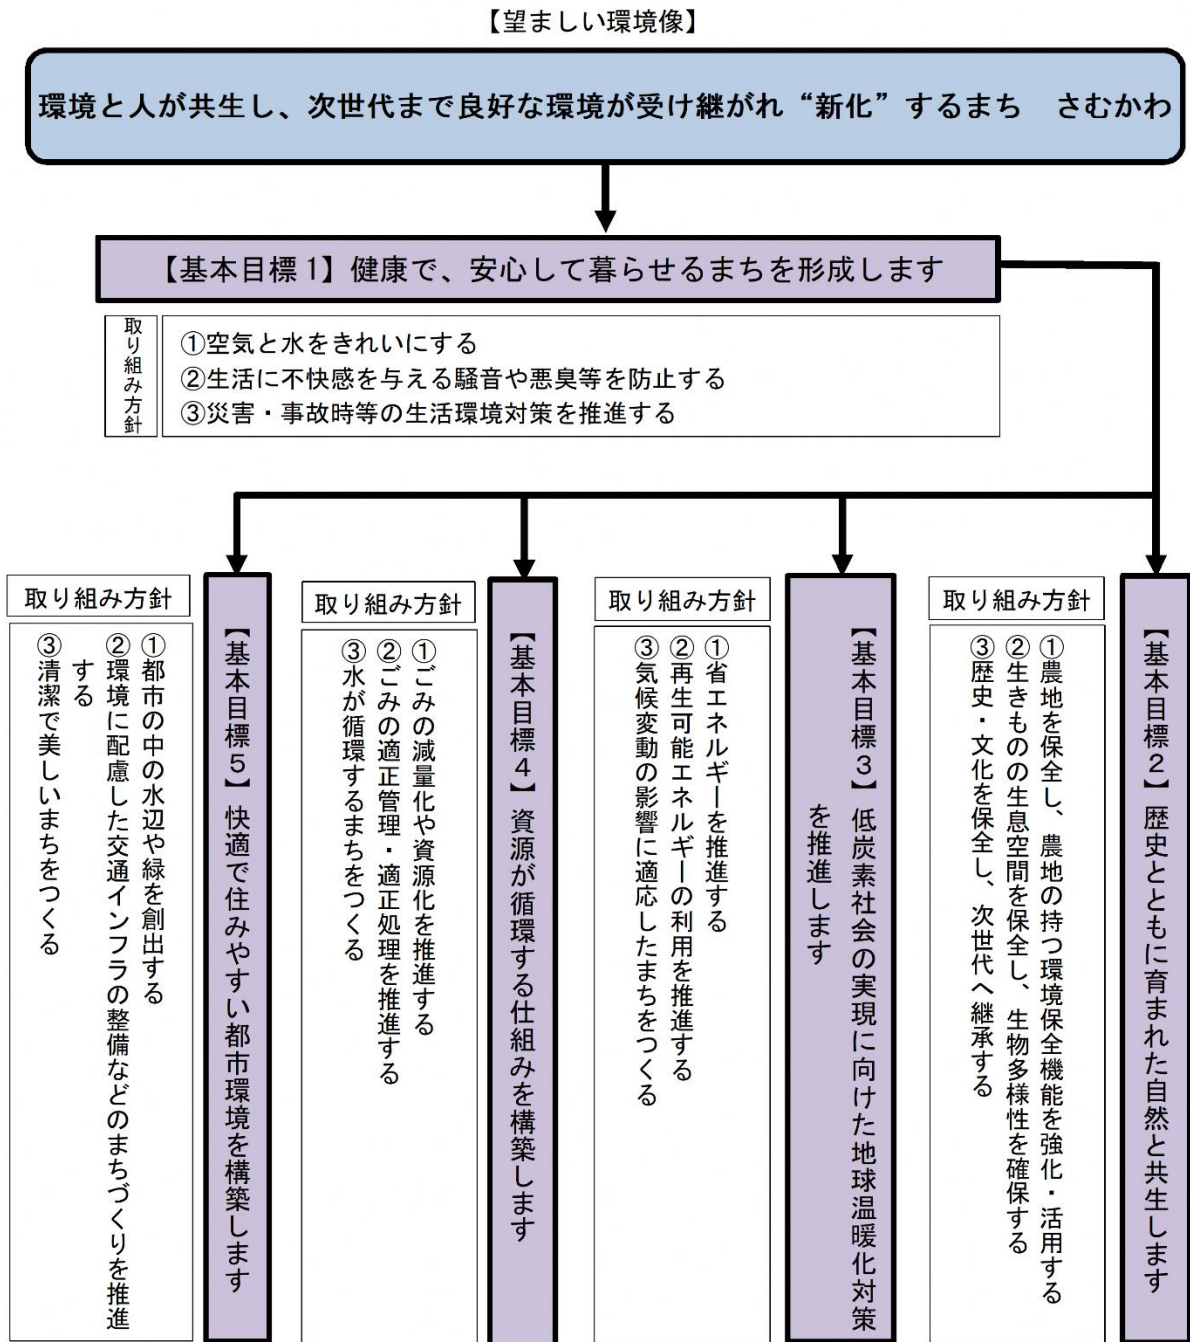 【望ましい環境像】
環境と人が共生し、次世代まで良好な環境が受け継がれ“新化”するまち　さむかわ
【基本目標1】健康で、安心して暮らせるまちを形成します
取り組み方針
①空気と水をきれいにする
②生活に不快感を与える騒音や悪臭等を防止する
③災害・事故時等の生活環境対策を推進する
【基本目標2】歴史とともに育まれた自然と共生します
取り組み方針
①農地を保全し、農地の持つ環境保全機能を強化・活用する
②生きものの生息空間を保全し、生物多様性を確保する
③歴史・文化を保全し、次世代へ継承する
【基本目標3】低炭素社会の実現に向けた地球温暖化対策
を推進します
取り組み方針
①省エネルギーを推進する
②再生可能エネルギーの利用を推進する
③気候変動の影響に適応したまちをつくる
【基本目標4】資源が循環する仕組みを構築します
取り組み方針
①ごみの減量化や資源化を推進する
②ごみの適正管理・適正処理を推進する
③水が循環するまちをつくる
【基本目標5】快適で住みやすい都市環境を構築します
取り組み方針
①都市の中の水辺や緑を創出する
②環境に配慮した交通インフラの整備などのまちづくりを推進
する
③清潔で美しいまちをつくる